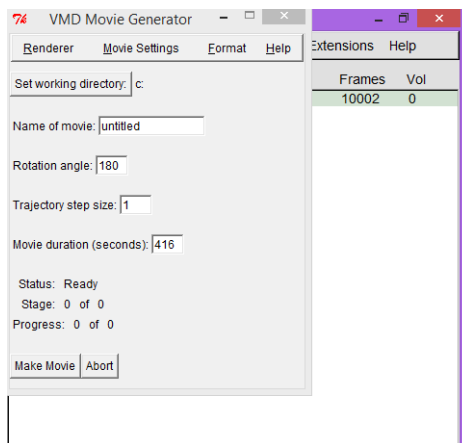 VMD Movie Generator
Renderer Movie Settings Format Help
Extensions Help
Set working directory: c:
Frames Vol
10002 0
Name of movie: untitled
Rotation angle: 180
Trajectory step size: 1
Movie duration (seconds): 416
Status: Ready
Stage: 0 of 0
Progress: 0 of 0
Make Movie Abort